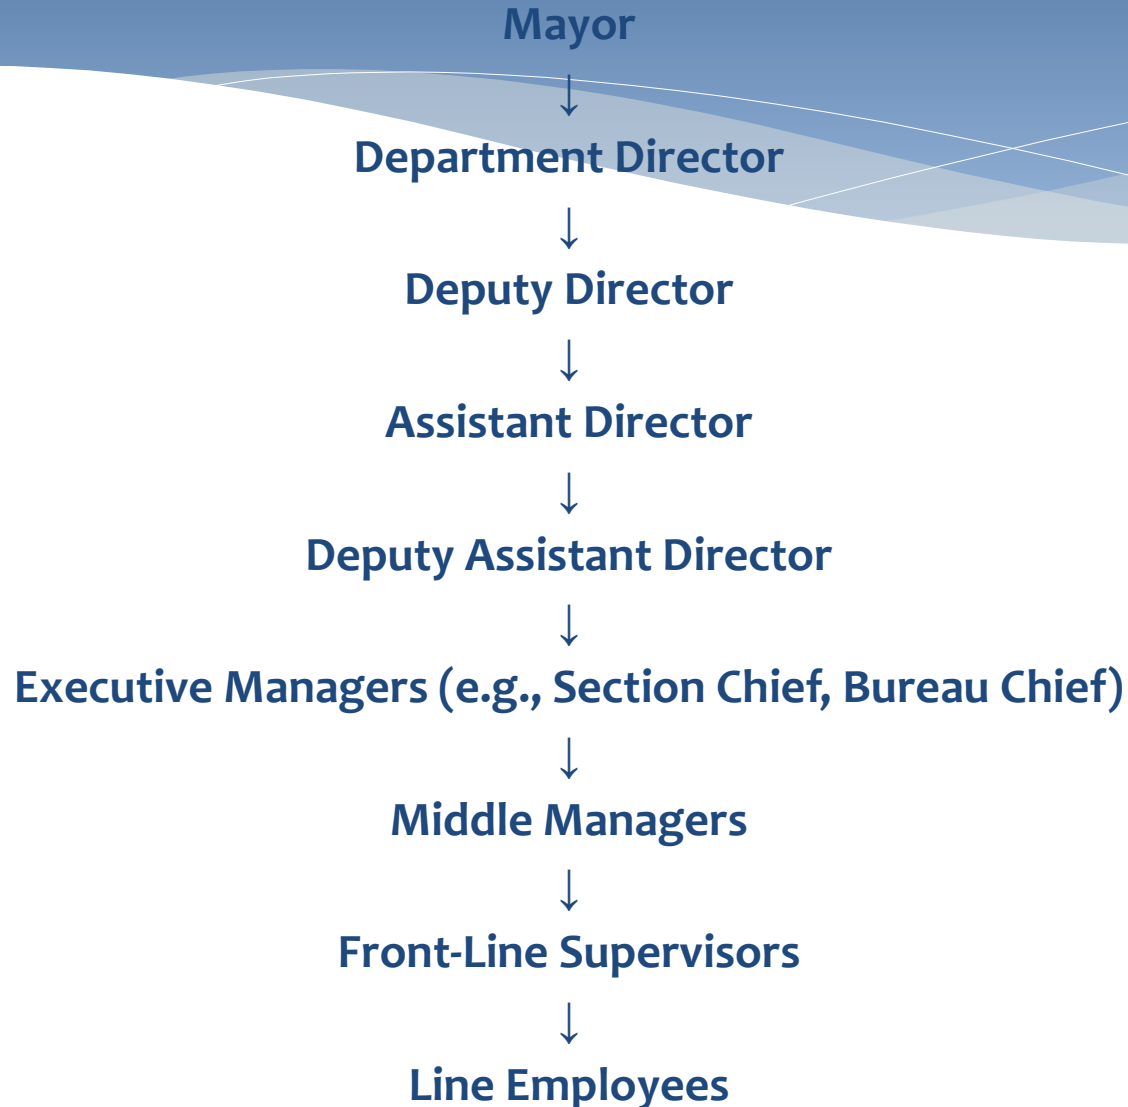 Mayor
↓
Department Director
↓
Deputy Director
↓
Assistant Director
↓
Deputy Assistant Director
↓
Executive Managers (e.g., Section Chief, Bureau Chief)
↓
Middle Managers
↓
Front-Line Supervisors
↓
Line Employees